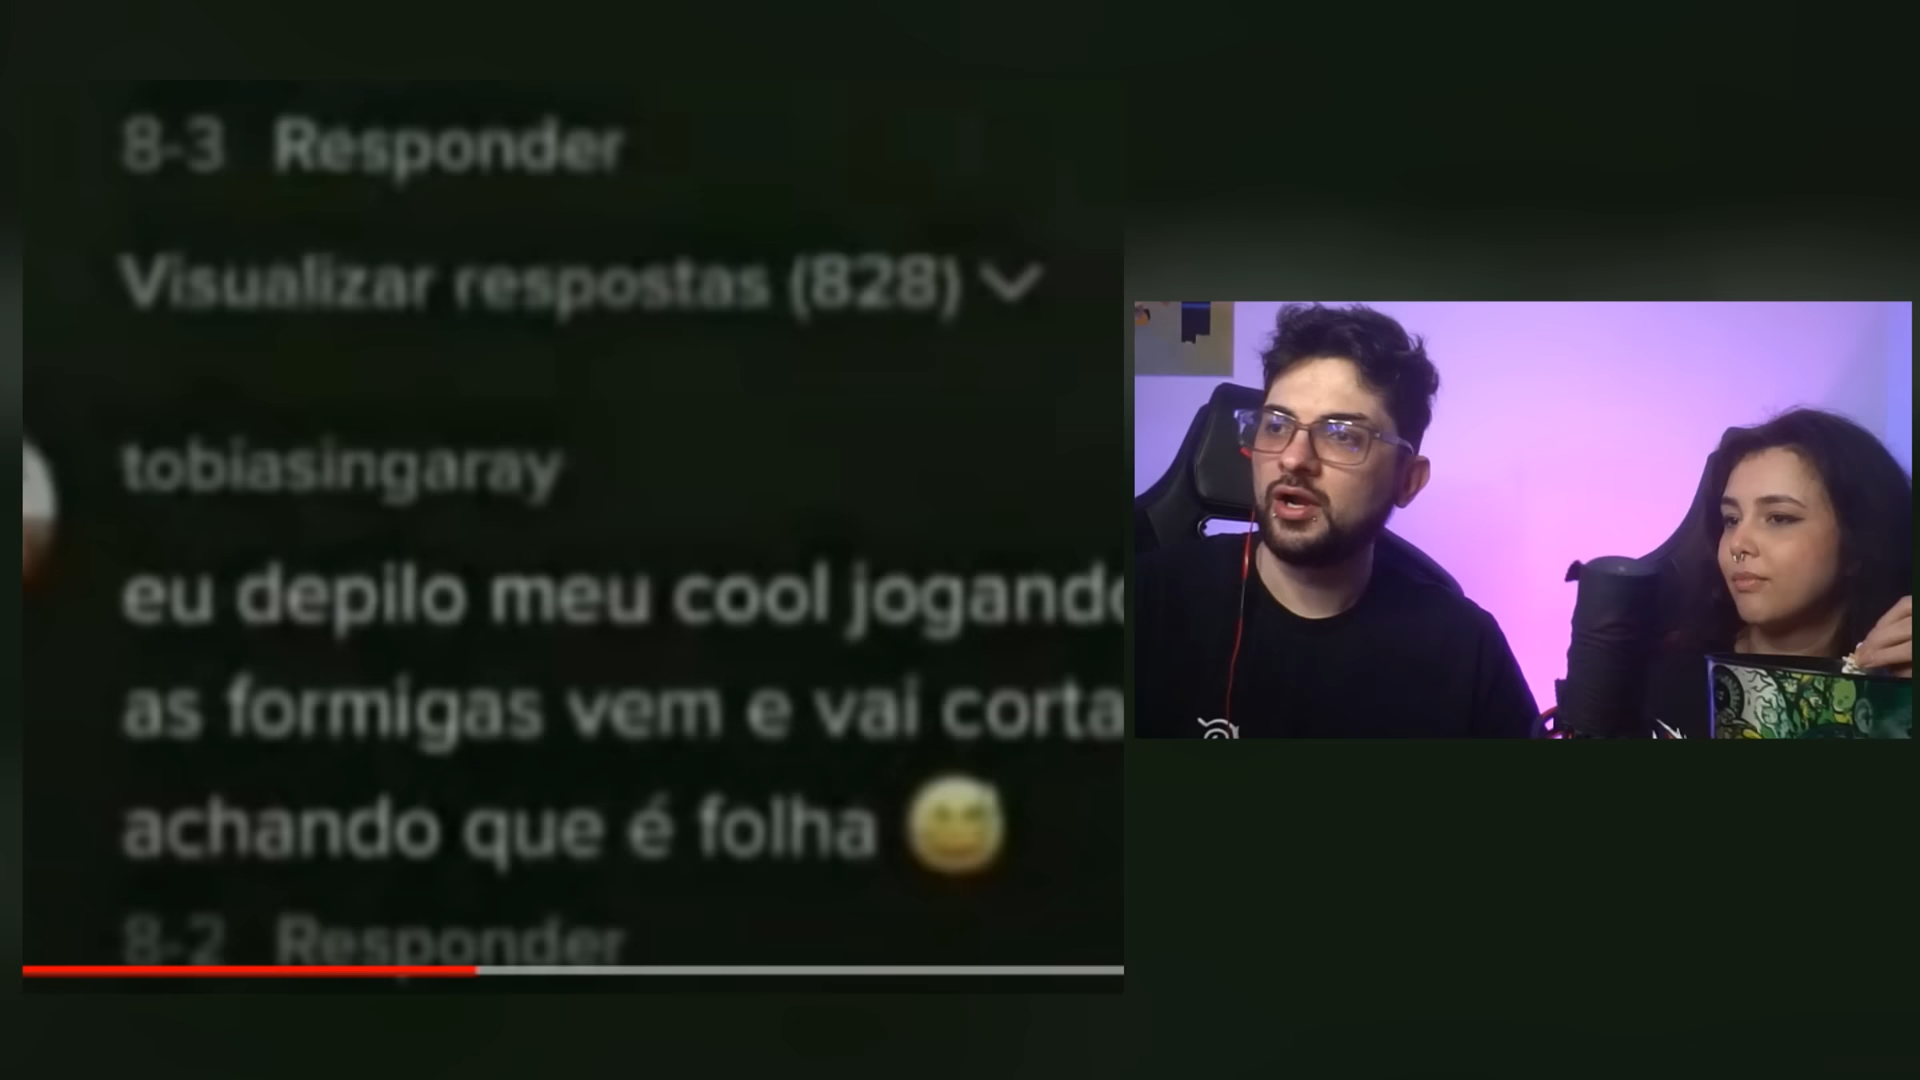 8-3 Responder
Visualizar respostas (828)
tobiasingaray
eu depilo meu cool jogando
as formigas vem e vai corta
achando que é folha 😅
8-2 Responder